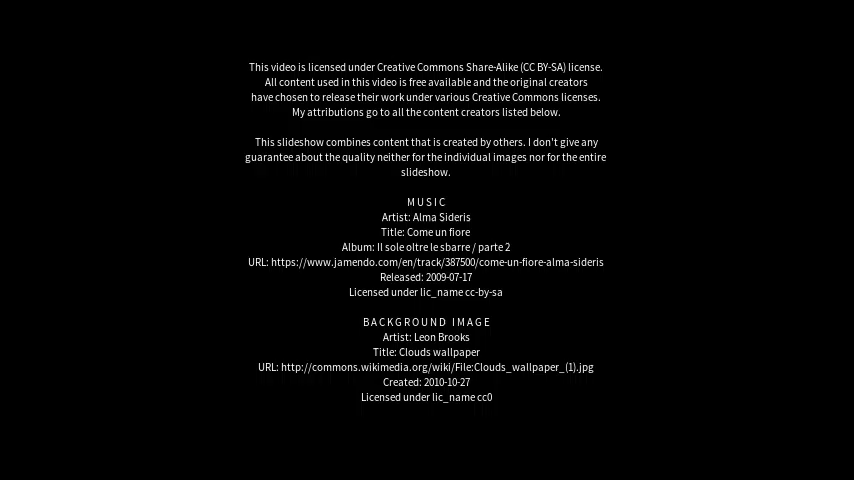 This video is licensed under Creative Commons Share-Alike (CC BY-SA) license.
All content used in this video is free available and the original creators
have chosen to release their work under various Creative Commons licenses.
My attributions go to all the content creators listed below.
This slideshow combines content that is created by others. I don't give any
guarantee about the quality neither for the individual images nor for the entire
slideshow.
MUSIC
Artist: Alma Sideris
Title: Come un fiore
Album: Il sole oltre le sbarre / parte 2
URL: https://www.jamendo.com/en/track/387500/come-un-fiore-alma-sideris
Released: 2009-07-17
Licensed under lic_name cc-by-sa
BACKGROUND IMAGE
Artist: Leon Brooks
Title: Clouds wallpaper
URL: http://commons.wikimedia.org/wiki/File:Clouds_wallpaper_(1).jpg
Created: 2010-10-27
Licensed under lic_name cc0